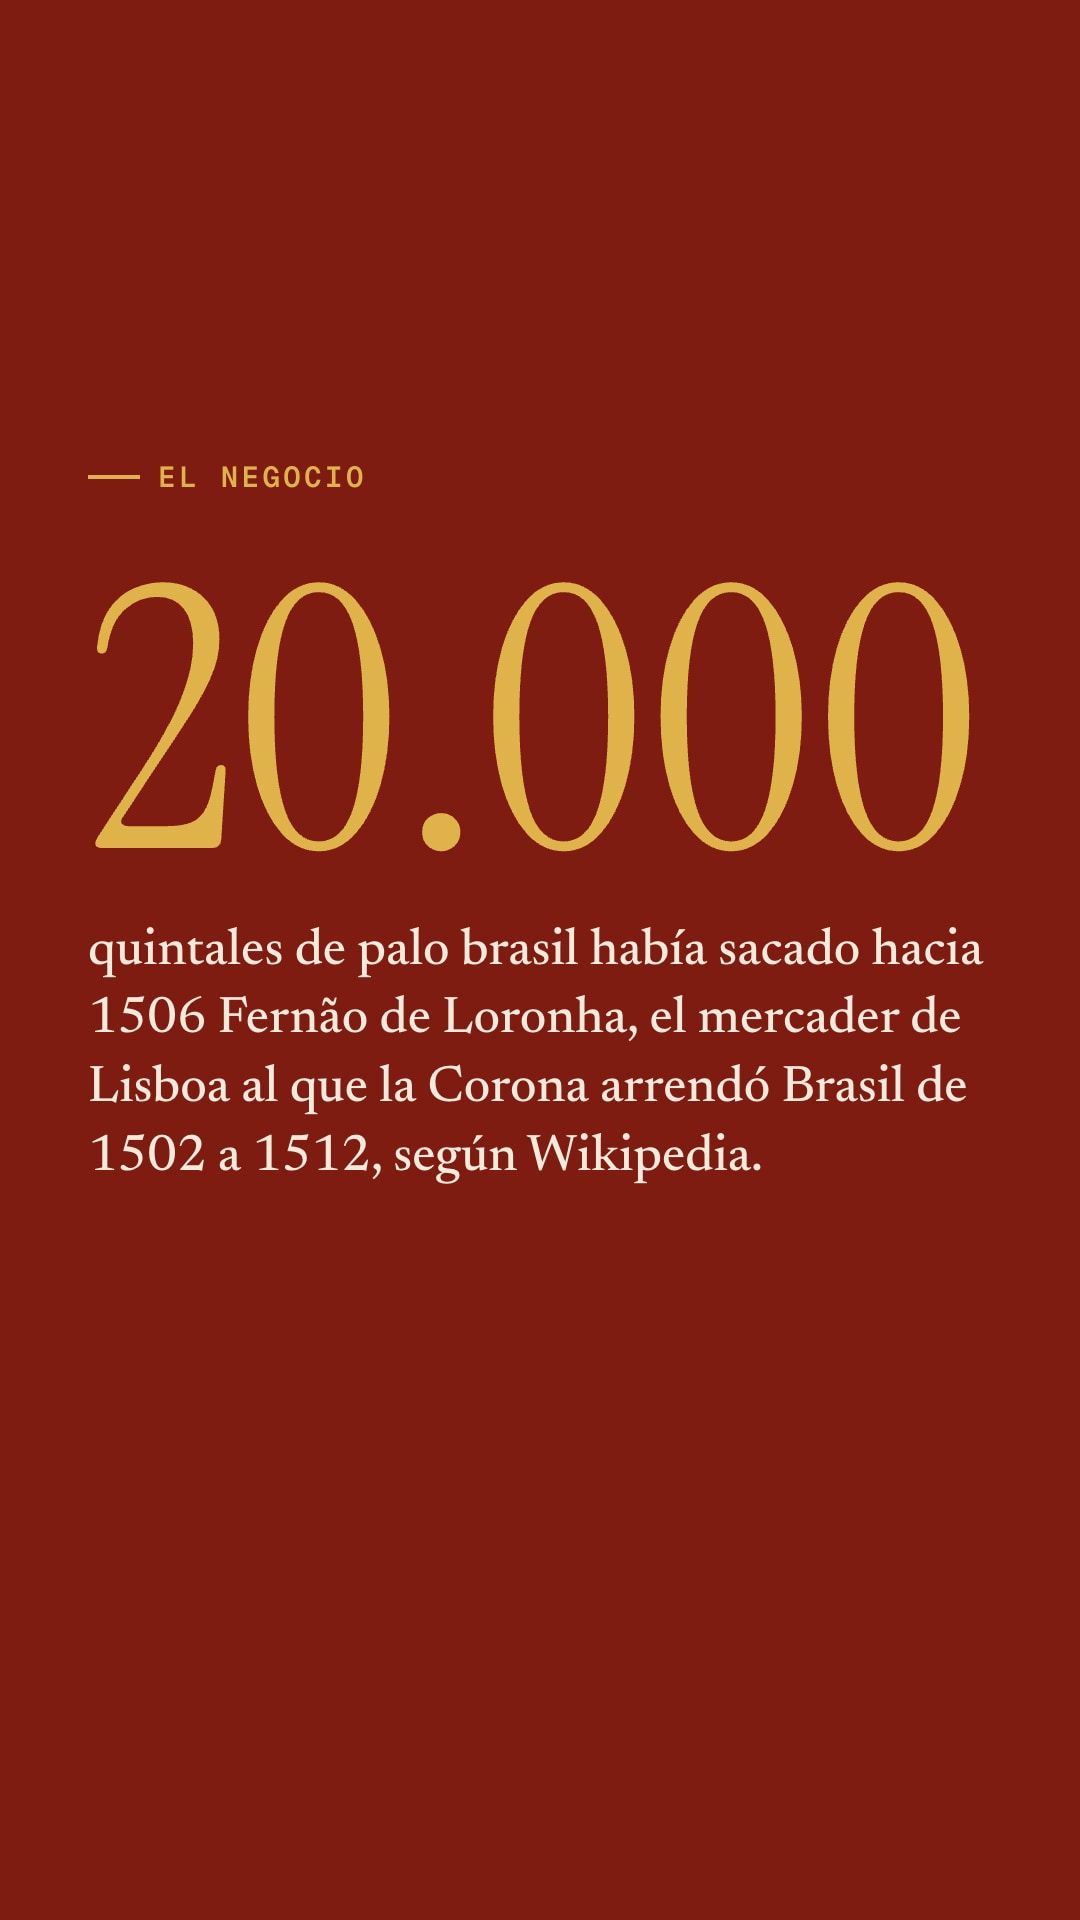 EL NEGOCIO
20.000
quintales de palo brasil había sacado hacia
1506 Fernão de Loronha, el mercader de
Lisboa al que la Corona arrendó Brasil de
1502 a 1512, según Wikipedia.